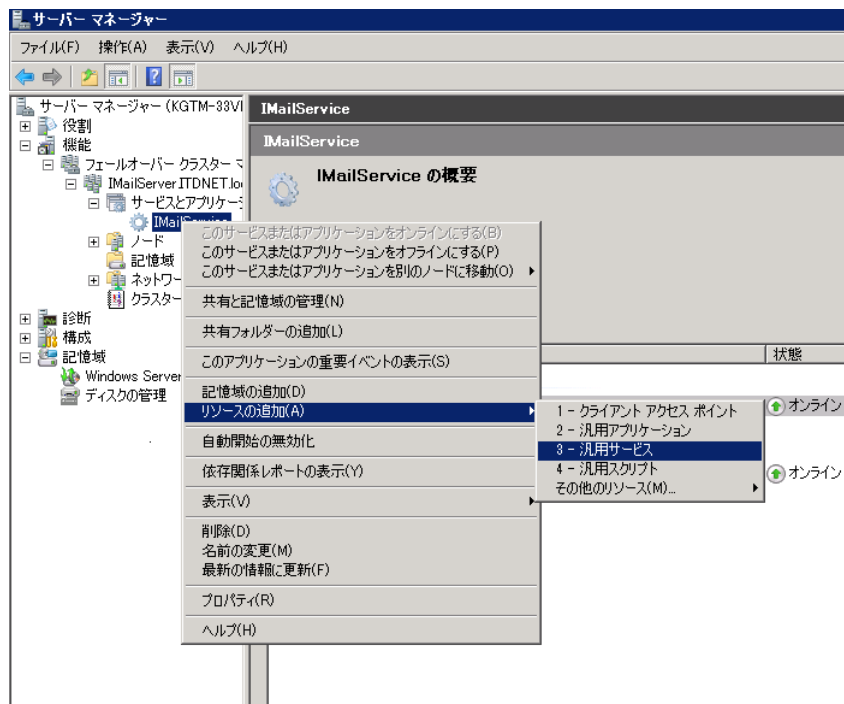 サーバー マネージャー
ファイル(F) 操作(A) 表示(V) ヘルプ(H)
サーバー マネージャー (KGTM-33VI
役割
機能
フェールオーバー クラスター マ
IMailServer.ITDNET.lo
サービスとアプリケー
IMailService
ノード
記憶域
ネットワー
クラスター
診断
構成
記憶域
Windows Server
ディスクの管理
IMailService
IMailService
IMailService の概要
このサービスまたはアプリケーションをオンラインにする(B)
このサービスまたはアプリケーションをオフラインにする(P)
このサービスまたはアプリケーションを別のノードに移動(O)
共有と記憶域の管理(N)
共有フォルダーの追加(L)
このアプリケーションの重要イベントの表示(S)
記憶域の追加(D)
リソースの追加(A)
自動開始の無効化
依存関係レポートの表示(Y)
表示(V)
削除(D)
名前の変更(M)
最新の情報に更新(F)
プロパティ(R)
ヘルプ(H)
1 - クライアント アクセス ポイント
2 - 汎用アプリケーション
3 - 汎用サービス
4 - 汎用スクリプト
その他のリソース(M)...
状態
オンライン
オンライン